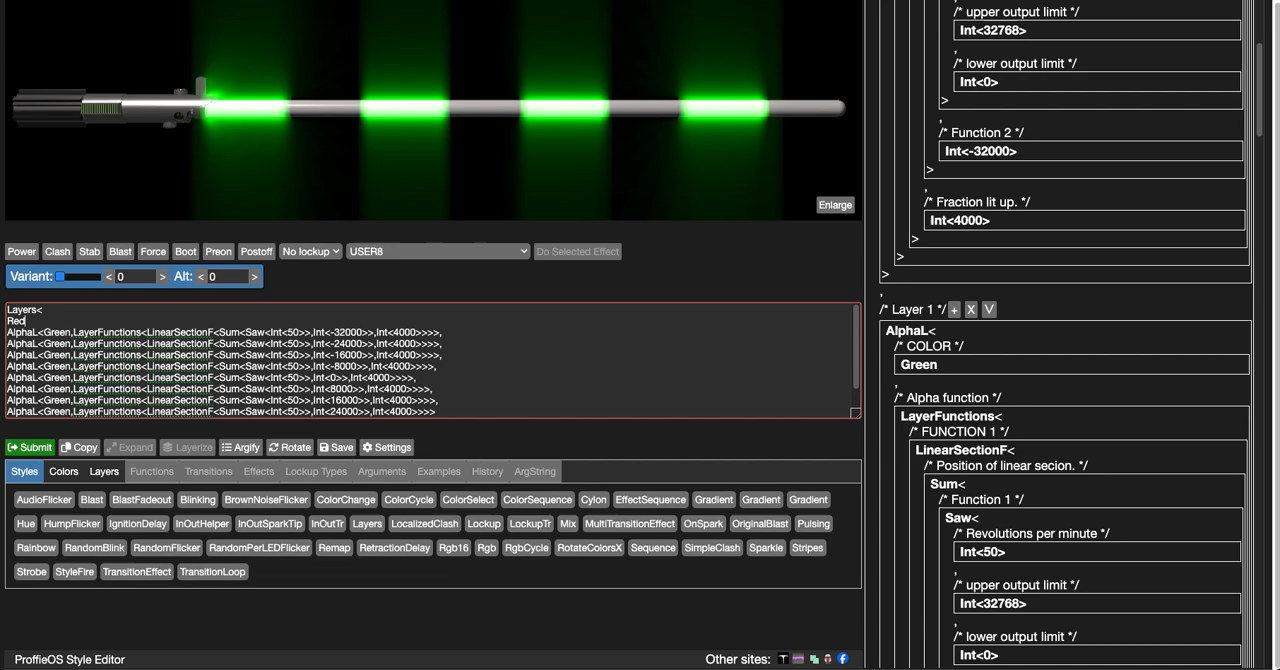 Enlarge
Power Clash Stab Blast Force Boot Preon Postoff No lockup USER8 Do Selected Effect
Variant: < 0 > Alt: < 0 >
Layers<
Red
AlphaL<Green,LayerFunctions<LinearSectionF<Sum<Saw<Int<50>>,Int<-32000>>,Int<4000>>>>,
AlphaL<Green,LayerFunctions<LinearSectionF<Sum<Saw<Int<50>>,Int<-24000>>,Int<4000>>>>,
AlphaL<Green,LayerFunctions<LinearSectionF<Sum<Saw<Int<50>>,Int<-16000>>,Int<4000>>>>,
AlphaL<Green,LayerFunctions<LinearSectionF<Sum<Saw<Int<50>>,Int<-8000>>,Int<4000>>>>,
AlphaL<Green,LayerFunctions<LinearSectionF<Sum<Saw<Int<50>>,Int<0>>,Int<4000>>>>,
AlphaL<Green,LayerFunctions<LinearSectionF<Sum<Saw<Int<50>>,Int<8000>>,Int<4000>>>>,
AlphaL<Green,LayerFunctions<LinearSectionF<Sum<Saw<Int<50>>,Int<16000>>,Int<4000>>>>,
AlphaL<Green,LayerFunctions<LinearSectionF<Sum<Saw<Int<50>>,Int<24000>>,Int<4000>>>>
Submit Copy Expand Layerize Argify Rotate Save Settings
Styles Colors Layers Functions Transitions Effects Lockup Types Arguments Examples History ArgString
AudioFlicker Blast BlastFadeout Blinking BrownNoiseFlicker ColorChange ColorCycle ColorSelect ColorSequence Cylon EffectSequence Gradient Gradient Gradient
Hue HumpFlicker IgnitionDelay InOutHelper InOutSparkTip InOutTr Layers LocalizedClash Lockup LockupTr Mix MultiTransitionEffect OnSpark OriginalBlast Pulsing
Rainbow RandomBlink RandomFlicker RandomPerLEDFlicker Remap RetractionDelay Rgb16 Rgb RgbCycle RotateColorsX Sequence SimpleClash Sparkle Stripes
Strobe StyleFire TransitionEffect TransitionLoop
ProffieOS Style Editor
Other sites:
/* upper output limit */
Int<32768>
,
/* lower output limit */
Int<0>
>
,
/* Function 2 */
Int<-32000>
>
,
/* Fraction lit up. */
Int<4000>
>
>
>
,
/* Layer 1 */ + X V
AlphaL<
/* COLOR */
Green
,
/* Alpha function */
LayerFunctions<
/* FUNCTION 1 */
LinearSectionF<
/* Position of linear secion. */
Sum<
/* Function 1 */
Saw<
/* Revolutions per minute */
Int<50>
,
/* upper output limit */
Int<32768>
,
/* lower output limit */
Int<0>